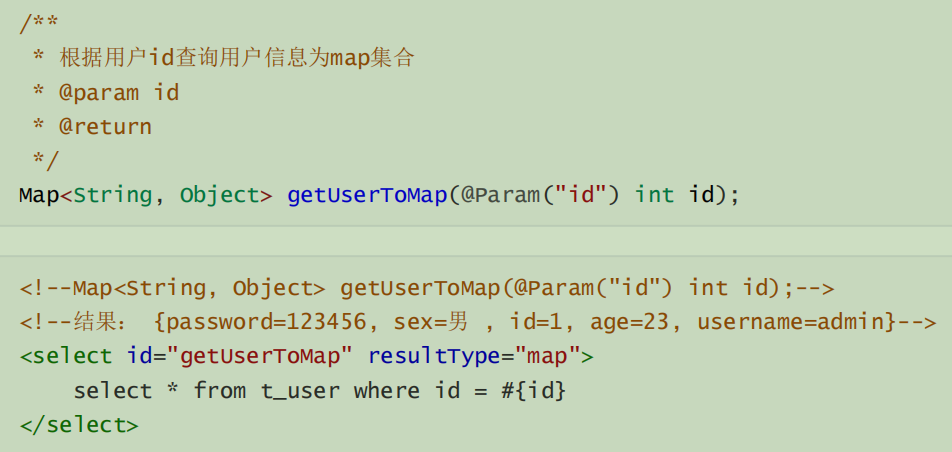 /**
* 根据用户id查询用户信息为map集合
* @param id
* @return
*/
Map<String, Object> getUserToMap(@Param("id") int id);
<!--Map<String, Object> getUserToMap(@Param("id") int id);-->
<!--结果： {password=123456, sex=男 , id=1, age=23, username=admin}-->
<select id="getUserToMap" resultType="map">
select * from t_user where id = #{id}
</select>